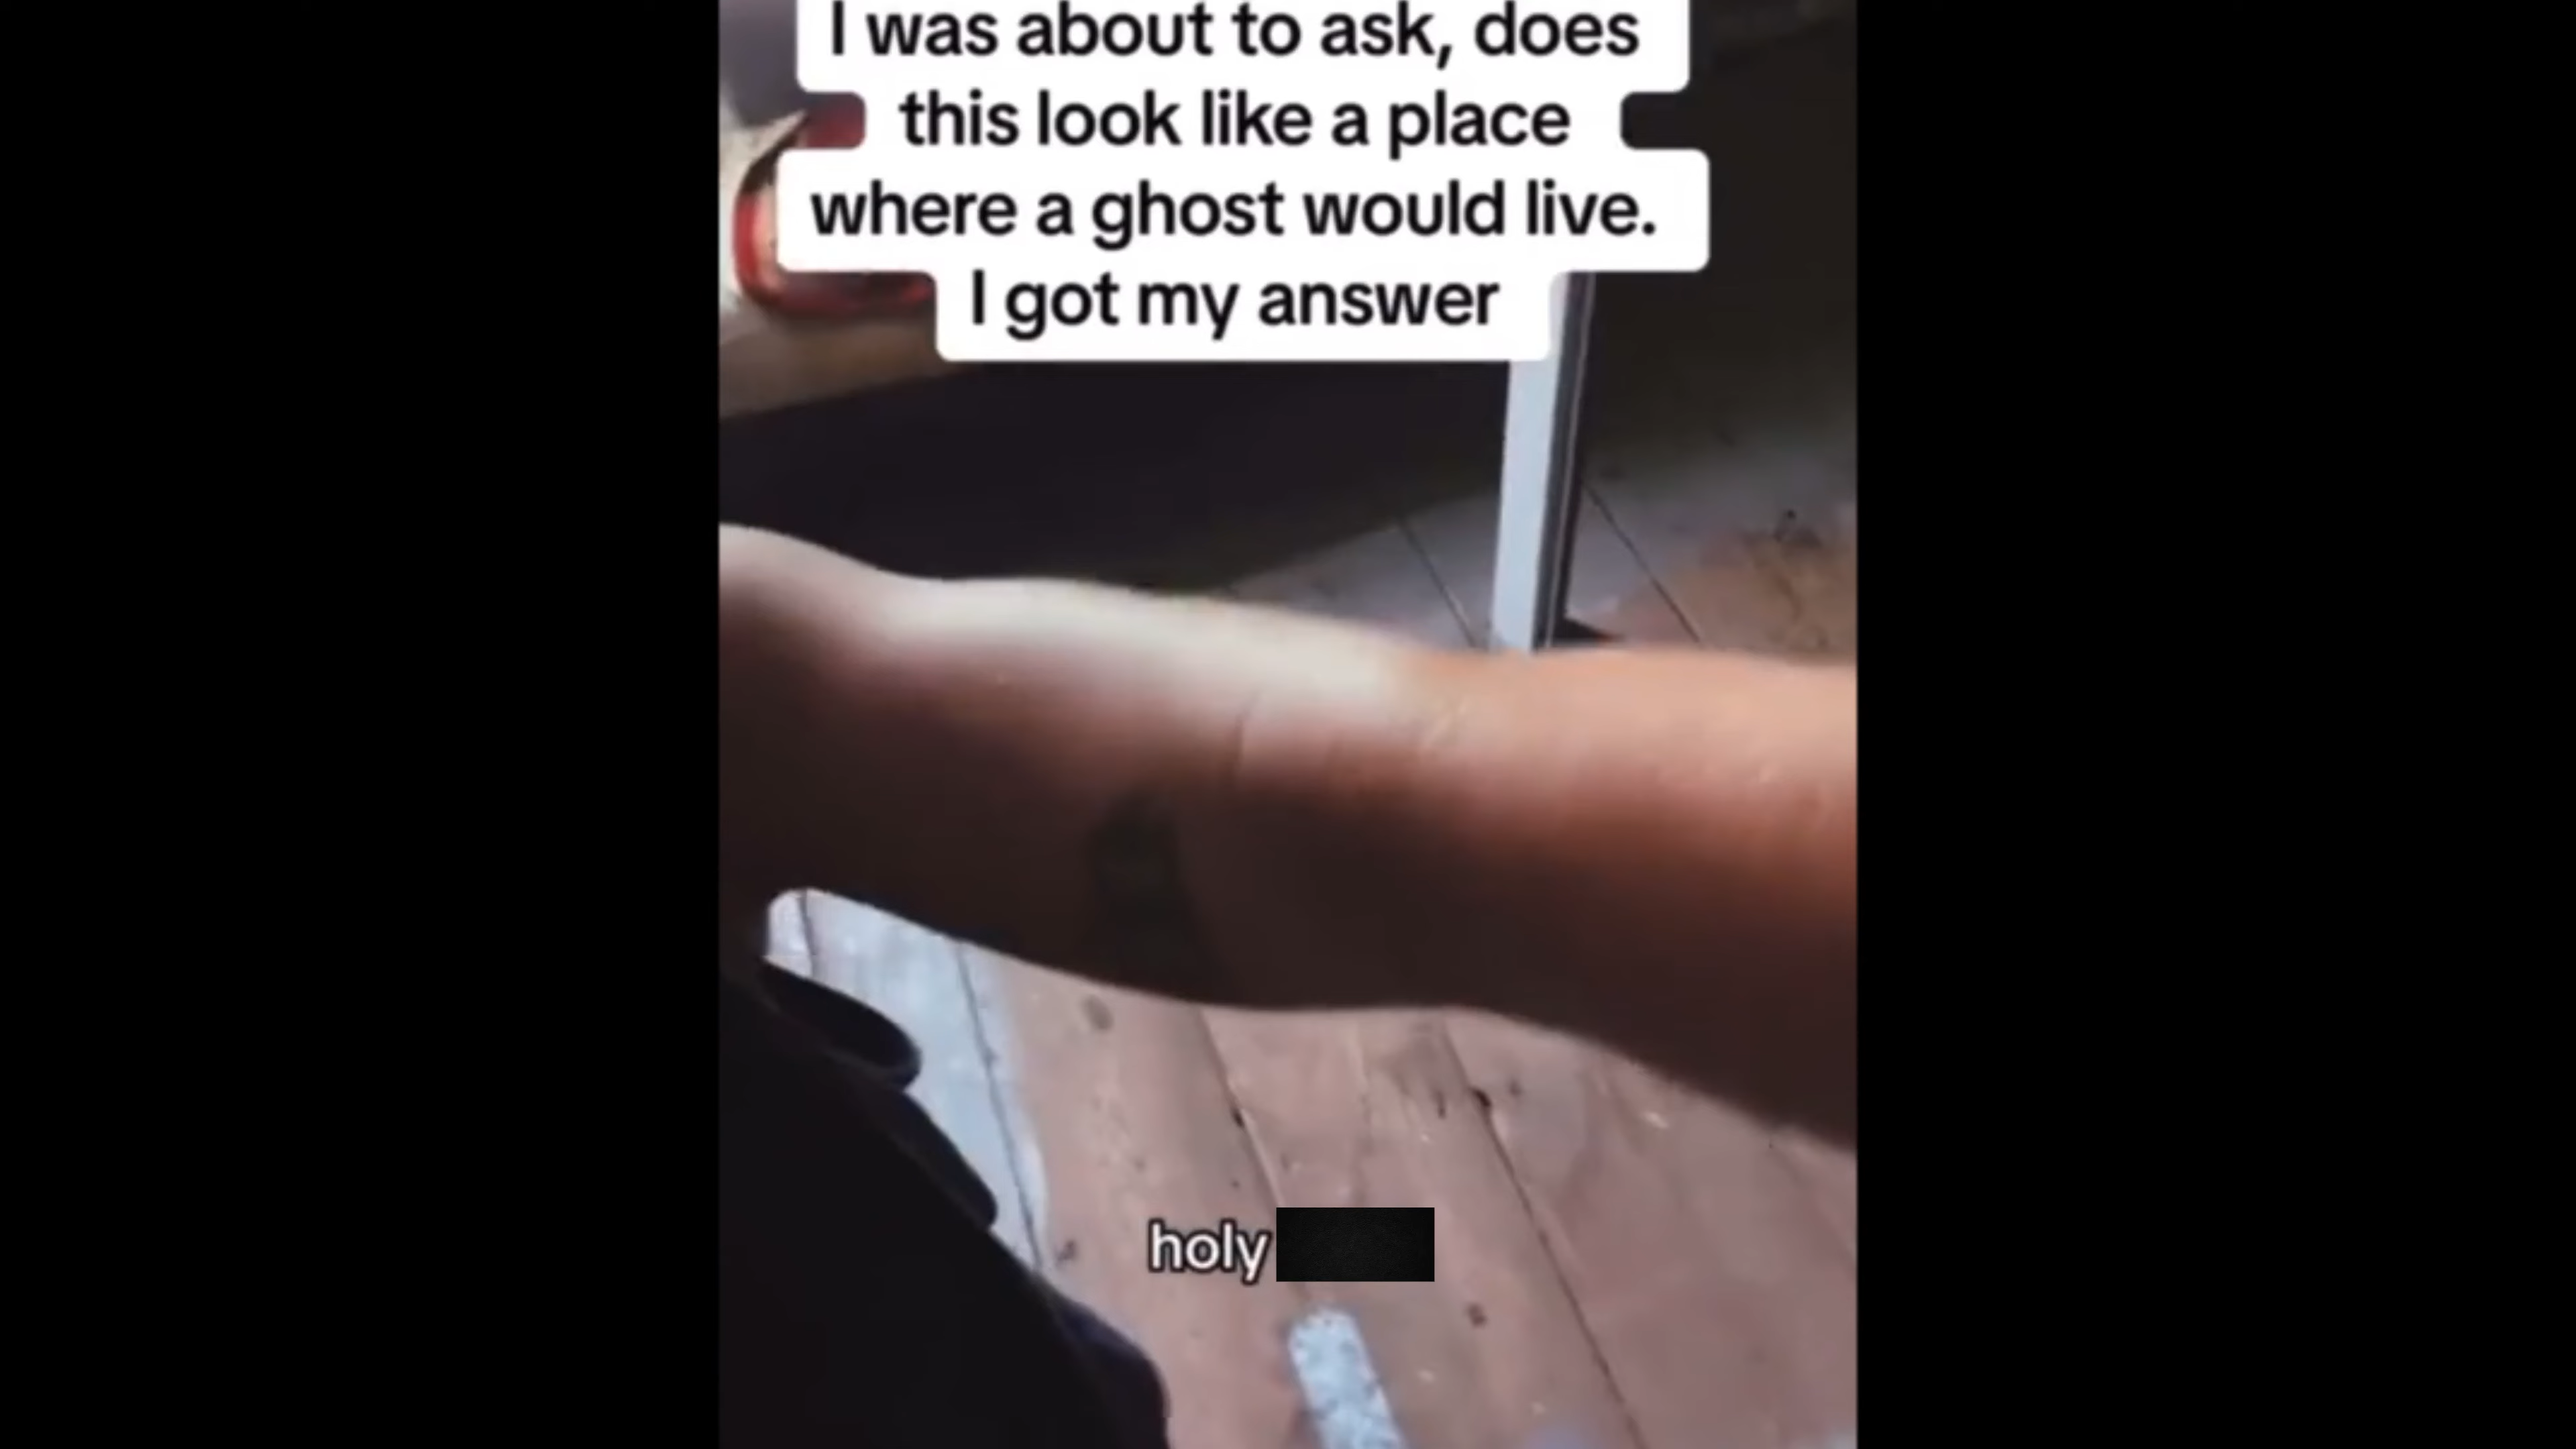 I was about to ask, does
this look like a place
where a ghost would live.
I got my answer
holy